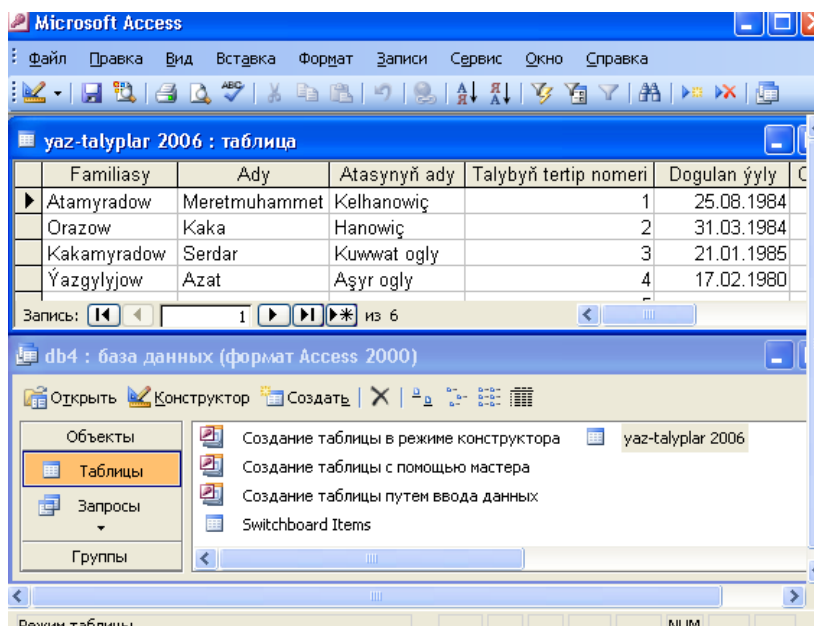 Microsoft Access
Файл Правка Вид Вставка Формат Записи Сервис Окно Справка
yaz-talyplar 2006 : таблица
Familiasy Ady Atasynyň ady Talybyň tertip nomeri Dogulan ýyly
Atamyradow Meretmuhammet Kelhanowiç 1 25.08.1984
Orazow Kaka Hanowiç 2 31.03.1984
Kakamyradow Serdar Kuwwat ogly 3 21.01.1985
Ýazgylyjow Azat Aşyr ogly 4 17.02.1980
Запись: 1 из 6
db4 : база данных (формат Access 2000)
Открыть Конструктор Создать
Объекты Создание таблицы в режиме конструктора yaz-talyplar 2006
Таблицы Создание таблицы с помощью мастера
Запросы Создание таблицы путем ввода данных
Switchboard Items
Группы
Режим таблицы NUM